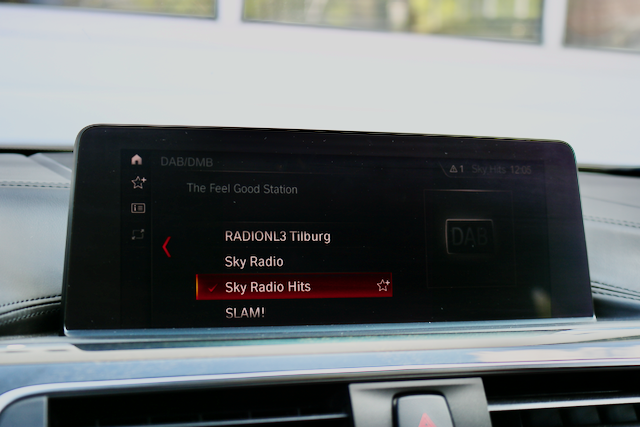 DAB/DMB
1 Sky Hits 12:05
The Feel Good Station
RADIONL3 Tilburg
Sky Radio
Sky Radio Hits
SLAM!
DAB